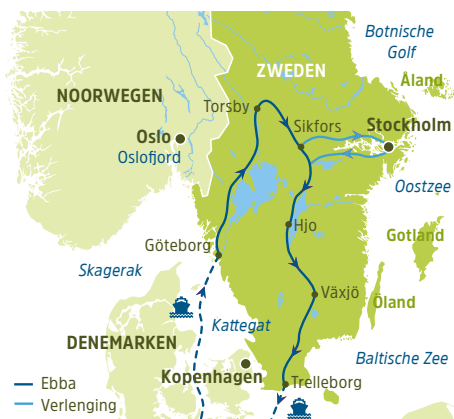 Botnische
Golf
ZWEDEN
Åland
NOORWEGEN
Torsby
Sikfors
Stockholm
Oslo
Oslofjord
Oostzee
Hjo
Gotland
Göteborg
Skagerak
Växjö
Öland
Kattegat
DENEMARKEN
Baltische Zee
Kopenhagen
Trelleborg
Ebba
Verlenging